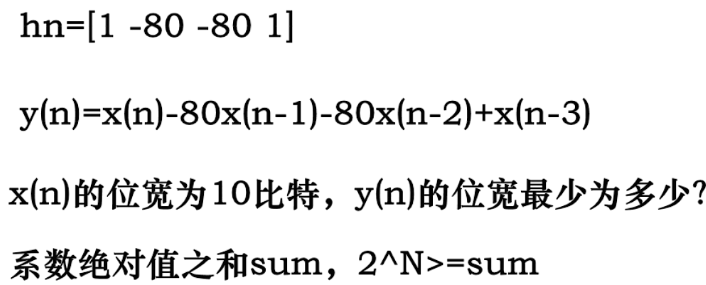 hn=[1 -80 -80 1]
y(n)=x(n)-80x(n-1)-80x(n-2)+x(n-3)
x(n)的位宽为10比特，y(n)的位宽最少为多少？
系数绝对值之和sum，2^N>=sum